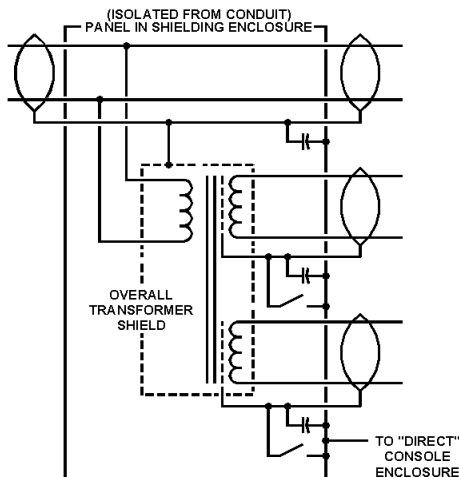 (ISOLATED FROM CONDUIT)
PANEL IN SHIELDING ENCLOSURE
OVERALL
TRANSFORMER
SHIELD
TO "DIRECT"
CONSOLE
ENCLOSURE